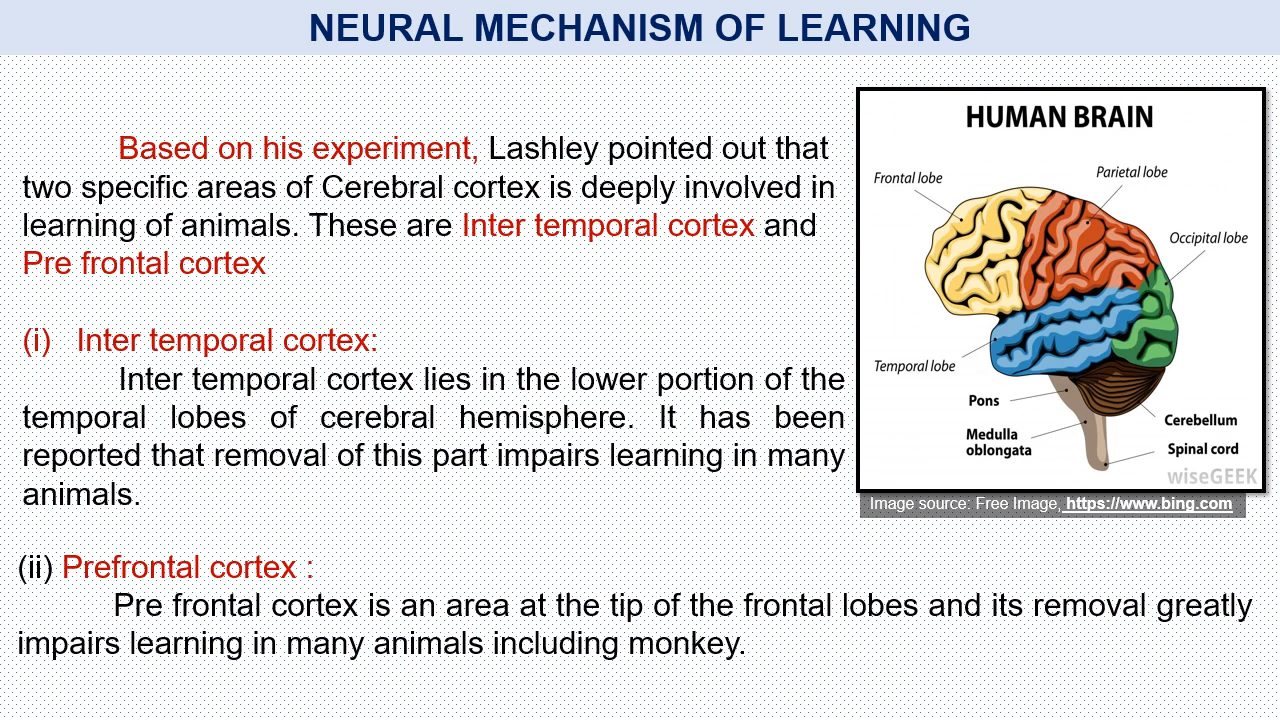 NEURAL MECHANISM OF LEARNING
Based on his experiment, Lashley pointed out that
two specific areas of Cerebral cortex is deeply involved in
learning of animals. These are Inter temporal cortex and
Pre frontal cortex
(i) Inter temporal cortex:
Inter temporal cortex lies in the lower portion of the
temporal lobes of cerebral hemisphere. It has been
reported that removal of this part impairs learning in many
animals.
HUMAN BRAIN
Frontal lobe
Parietal lobe
Occipital lobe
Temporal lobe
Pons
Medulla
oblongata
Cerebellum
Spinal cord
wiseGEEK
Image source: Free Image, https://www.bing.com
(ii) Prefrontal cortex :
Pre frontal cortex is an area at the tip of the frontal lobes and its removal greatly
impairs learning in many animals including monkey.